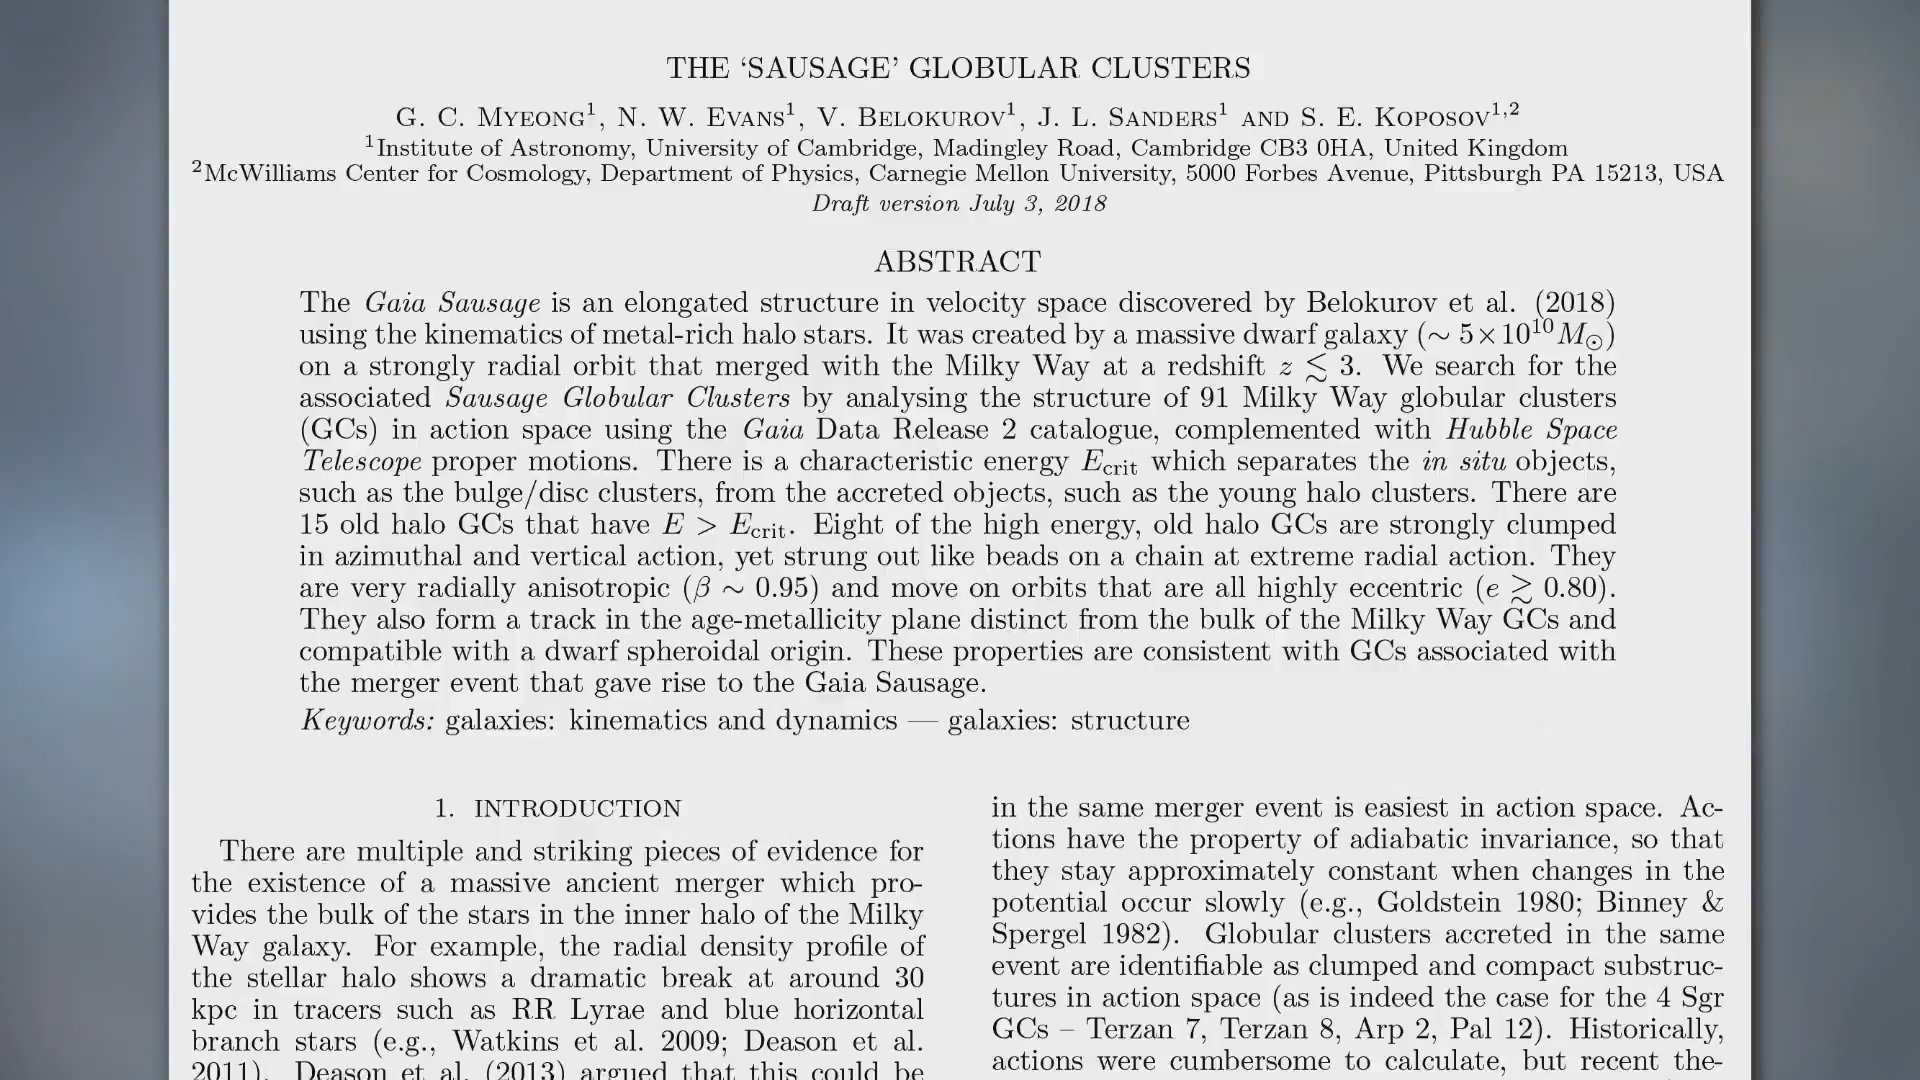 THE ‘SAUSAGE’ GLOBULAR CLUSTERS
G. C. Myeong¹, N. W. Evans¹, V. Belokurov¹, J. L. Sanders¹ and S. E. Koposov¹,²
¹Institute of Astronomy, University of Cambridge, Madingley Road, Cambridge CB3 0HA, United Kingdom
²McWilliams Center for Cosmology, Department of Physics, Carnegie Mellon University, 5000 Forbes Avenue, Pittsburgh PA 15213, USA
Draft version July 3, 2018
ABSTRACT
The Gaia Sausage is an elongated structure in velocity space discovered by Belokurov et al. (2018)
using the kinematics of metal-rich halo stars. It was created by a massive dwarf galaxy (∼ 5×10¹⁰M☉)
on a strongly radial orbit that merged with the Milky Way at a redshift z ≲ 3. We search for the
associated Sausage Globular Clusters by analysing the structure of 91 Milky Way globular clusters
(GCs) in action space using the Gaia Data Release 2 catalogue, complemented with Hubble Space
Telescope proper motions. There is a characteristic energy Ecrit which separates the in situ objects,
such as the bulge/disc clusters, from the accreted objects, such as the young halo clusters. There are
15 old halo GCs that have E > Ecrit. Eight of the high energy, old halo GCs are strongly clumped
in azimuthal and vertical action, yet strung out like beads on a chain at extreme radial action. They
are very radially anisotropic (β ∼ 0.95) and move on orbits that are all highly eccentric (e ≳ 0.80).
They also form a track in the age-metallicity plane distinct from the bulk of the Milky Way GCs and
compatible with a dwarf spheroidal origin. These properties are consistent with GCs associated with
the merger event that gave rise to the Gaia Sausage.
Keywords: galaxies: kinematics and dynamics — galaxies: structure
1. INTRODUCTION
There are multiple and striking pieces of evidence for
the existence of a massive ancient merger which pro-
vides the bulk of the stars in the inner halo of the Milky
Way galaxy. For example, the radial density profile of
the stellar halo shows a dramatic break at around 30
kpc in tracers such as RR Lyrae and blue horizontal
branch stars (e.g., Watkins et al. 2009; Deason et al.
2011). Deason et al. (2013) argued that this could be
in the same merger event is easiest in action space. Ac-
tions have the property of adiabatic invariance, so that
they stay approximately constant when changes in the
potential occur slowly (e.g., Goldstein 1980; Binney &
Spergel 1982). Globular clusters accreted in the same
event are identifiable as clumped and compact substruc-
tures in action space (as is indeed the case for the 4 Sgr
GCs – Terzan 7, Terzan 8, Arp 2, Pal 12). Historically,
actions were cumbersome to calculate, but recent the-